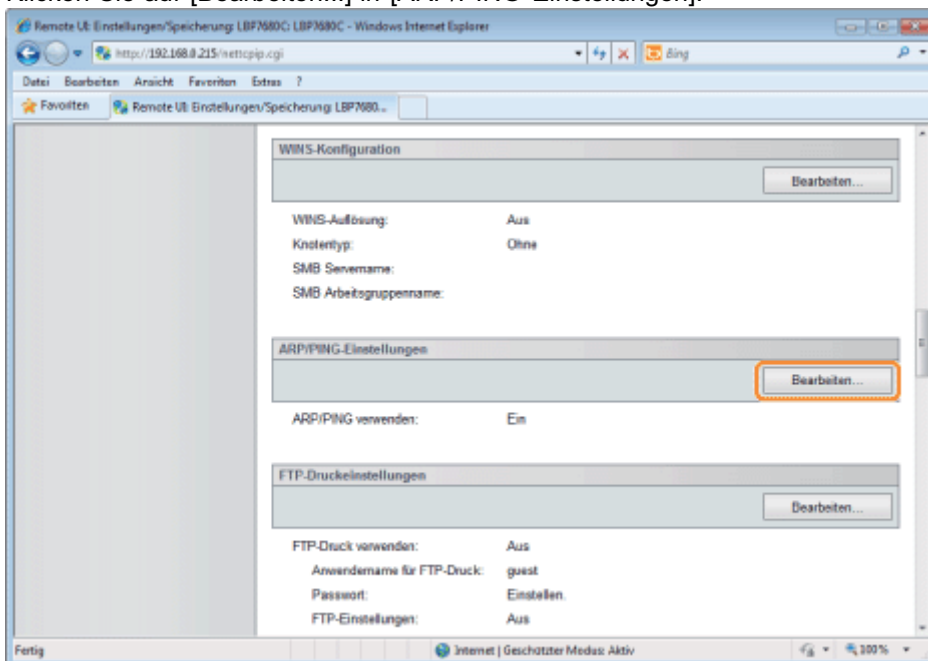 Klicken Sie auf [Bearbeiten...] in [ARP/PING-Einstellungen].
Remote UI: Einstellungen/Speicherung: LBP7680C: LBP7680C - Windows Internet Explorer
http://192.168.0.215/nettcpip.cgi
Bing
Datei Bearbeiten Ansicht Favoriten Extras ?
Favoriten Remote UI: Einstellungen/Speicherung: LBP7680...
WINS-Konfiguration
Bearbeiten...
WINS-Auflösung: Aus
Knotentyp: Ohne
SMB Servername:
SMB Arbeitsgruppenname:
ARP/PING-Einstellungen
Bearbeiten...
ARP/PING verwenden: Ein
FTP-Druckeinstellungen
Bearbeiten...
FTP-Druck verwenden: Aus
Anwendername für FTP-Druck: guest
Passwort: Einstellen.
FTP-Einstellungen: Aus
Fertig Internet | Geschützter Modus: Aktiv 100%